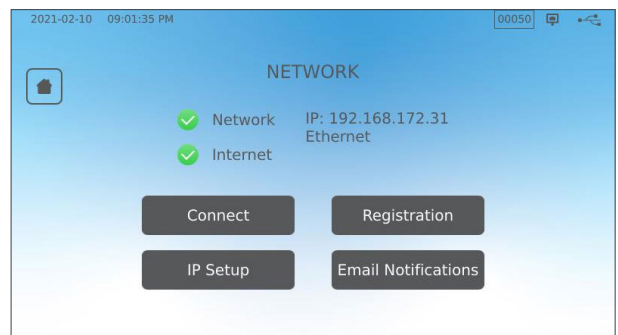 2021-02-10 09:01:35 PM 00050
NETWORK
Network IP: 192.168.172.31
Ethernet
Internet
Connect Registration
IP Setup Email Notifications